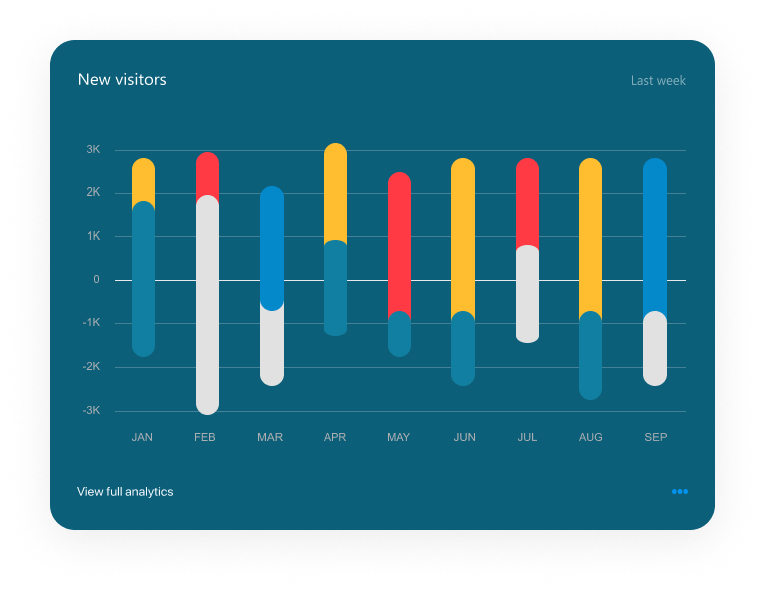 New visitors
Last week
3K
2K
1K
0
-1K
-2K
-3K
JAN FEB MAR APR MAY JUN JUL AUG SEP
View full analytics